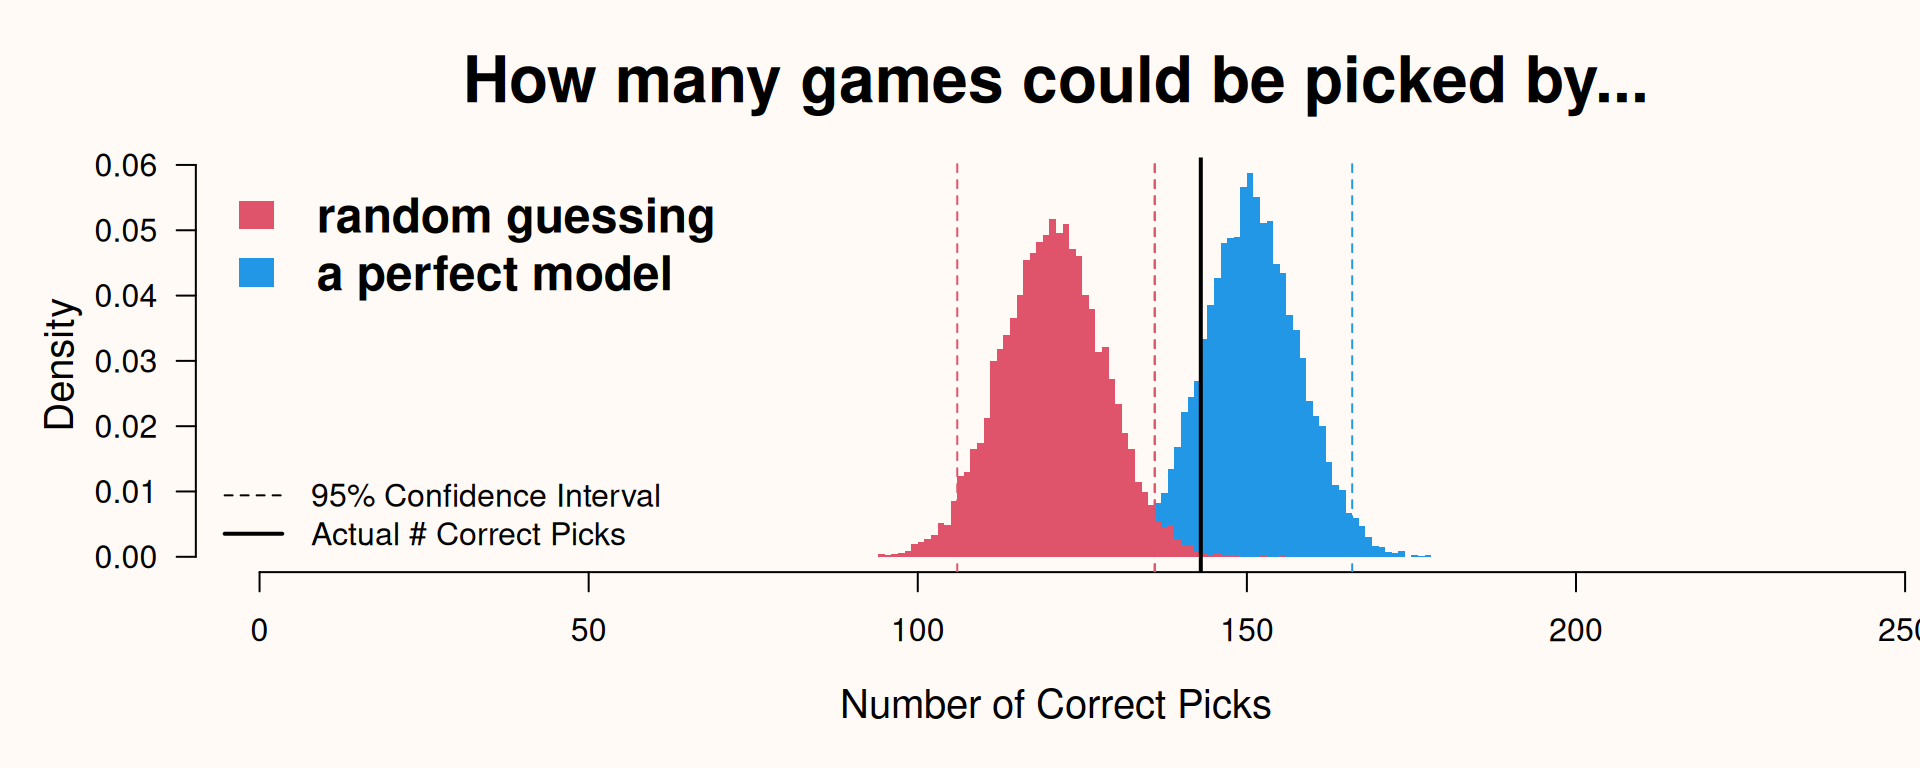 How many games could be picked by...
0.06
0.05
0.04
0.03
0.02
0.01
0.00
Density
random guessing
a perfect model
95% Confidence Interval
Actual # Correct Picks
0 50 100 150 200 250
Number of Correct Picks